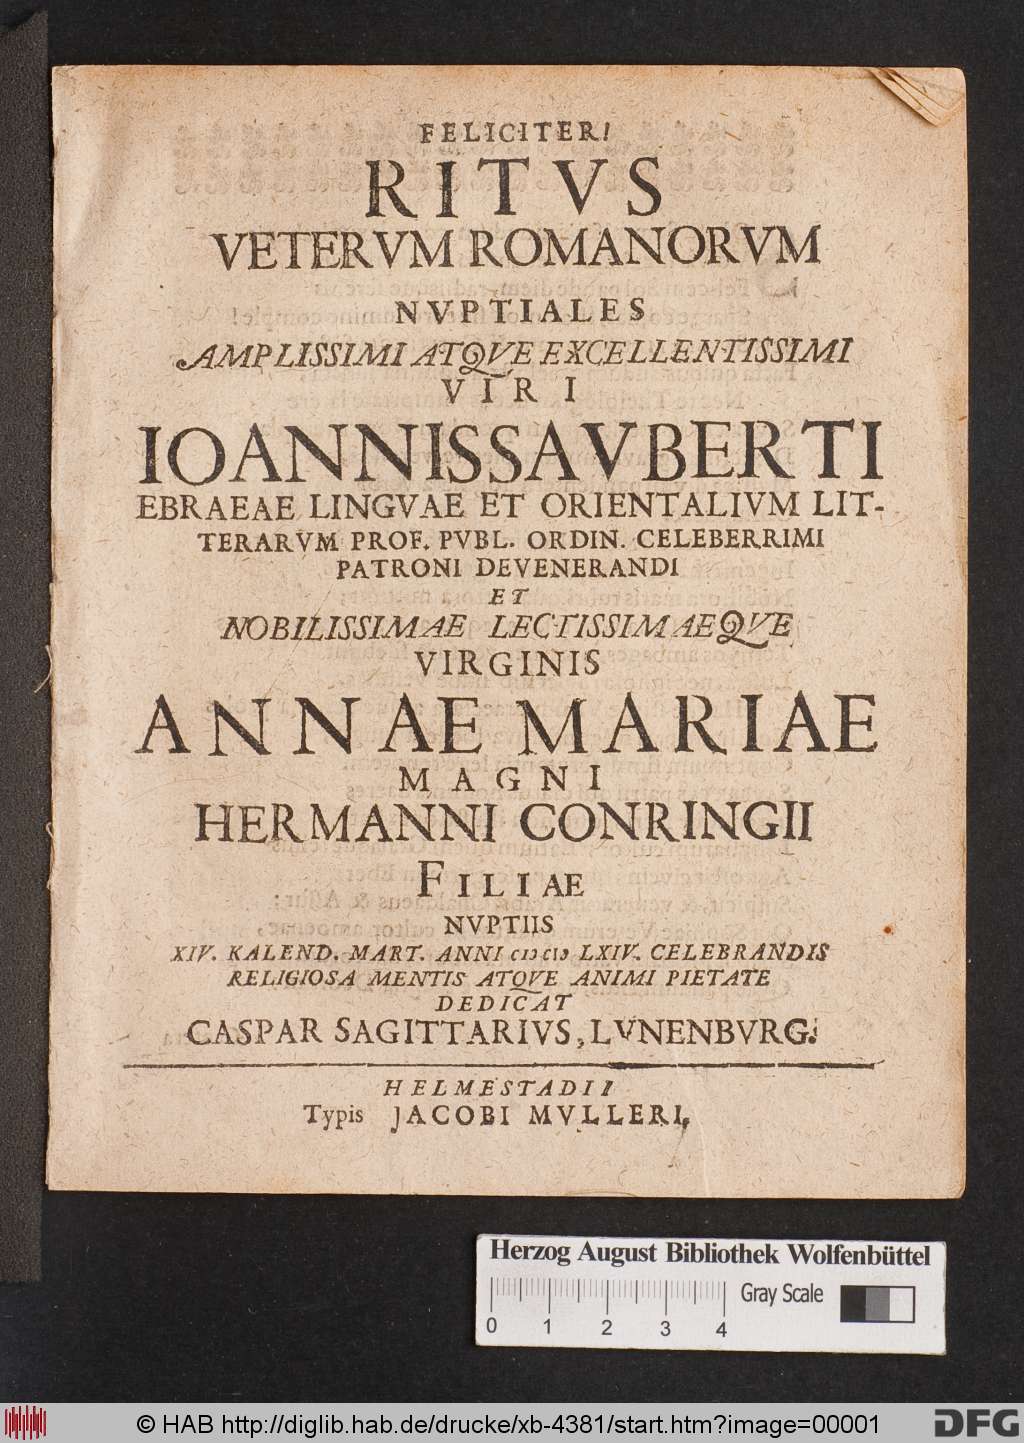 FELICITER!
RITVS
VETERVM ROMANORVM
NVPTIALES
AMPLISSIMI ATQVE EXCELLENTISSIMI
VIRI
IOANNIS SAVBERTI
EBRAEAE LINGVAE ET ORIENTALIVM LIT-
TERARVM PROF. PVBL. ORDIN. CELEBERRIMI
PATRONI DEVENERANDI
ET
NOBILISSIMAE LECTISSIMAEQVE
VIRGINIS
ANNAE MARIAE
MAGNI
HERMANNI CONRINGII
FILIAE
NVPTIIS
XIV. KALEND. MART. ANNI CIƆ CIƆ LXIV. CELEBRANDIS
RELIGIOSA MENTIS ATQVE ANIMI PIETATE
DEDICAT
CASPAR SAGITTARIVS, LVNENBVRG.
HELMESTADII
Typis JACOBI MVLLERI,
Herzog August Bibliothek Wolfenbüttel
Gray Scale
0 1 2 3 4
© HAB http://diglib.hab.de/drucke/xb-4381/start.htm?image=00001
DFG